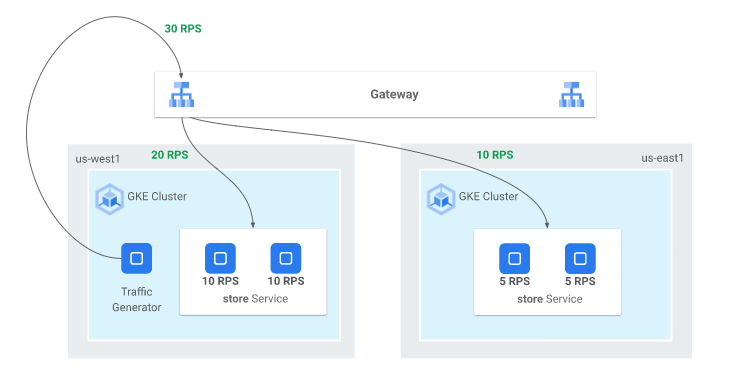 30 RPS
Gateway
us-west1
20 RPS
10 RPS
us-east1
GKE Cluster
GKE Cluster
10 RPS
10 RPS
store Service
5 RPS
5 RPS
store Service
Traffic
Generator